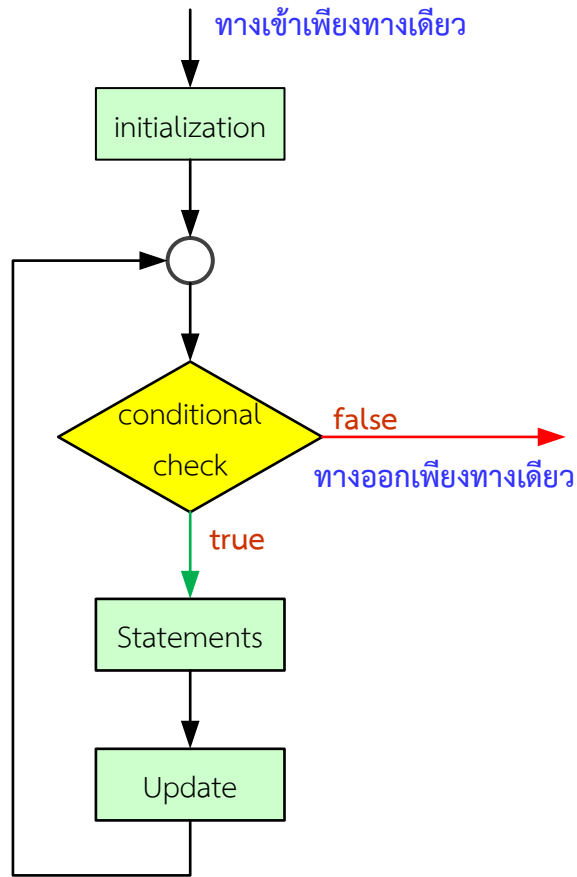 ทางเข้าเพียงทางเดียว
initialization
conditional
check
false
ทางออกเพียงทางเดียว
true
Statements
Update